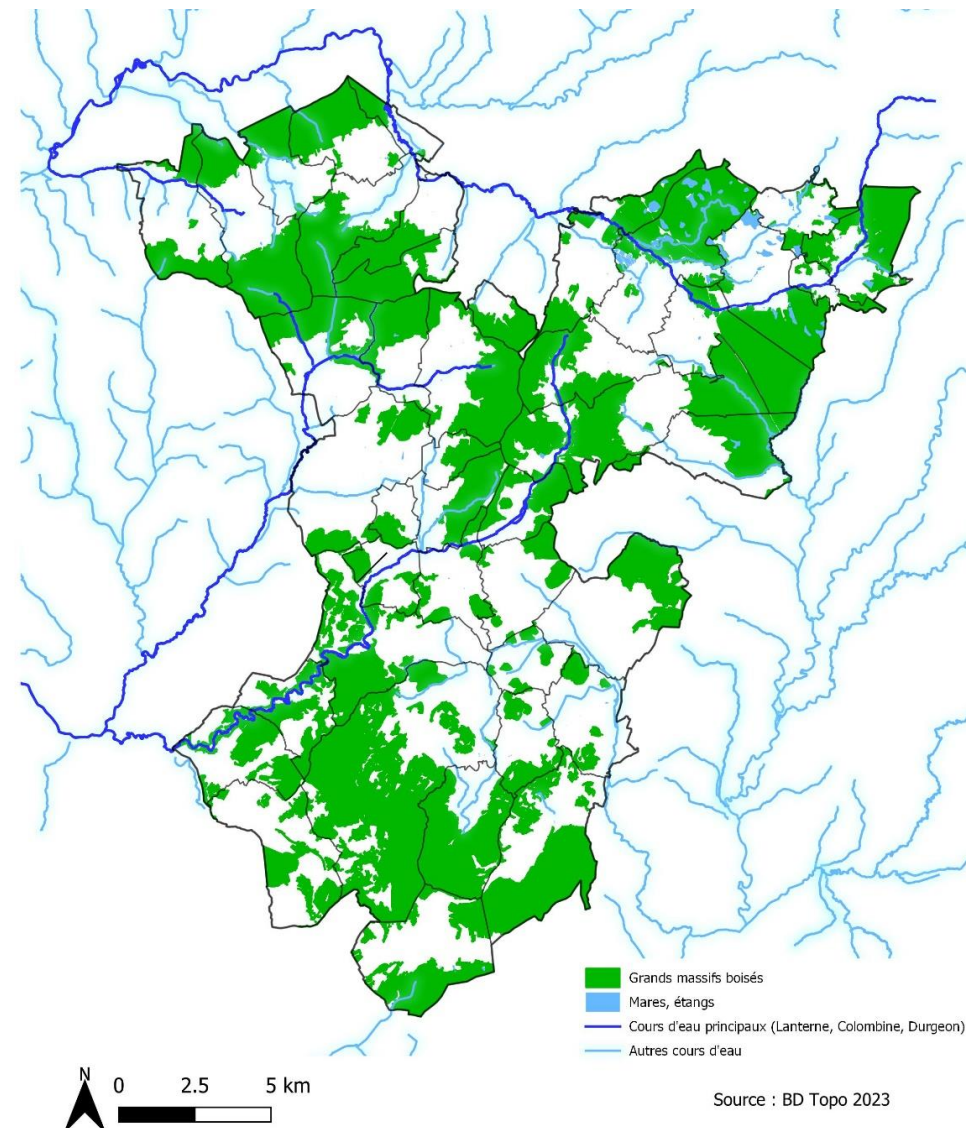 Grands massifs boisés
Mares, étangs
Cours d'eau principaux (Lanterne, Colombine, Durgeon)
Autres cours d'eau
N
0 2.5 5 km
Source : BD Topo 2023